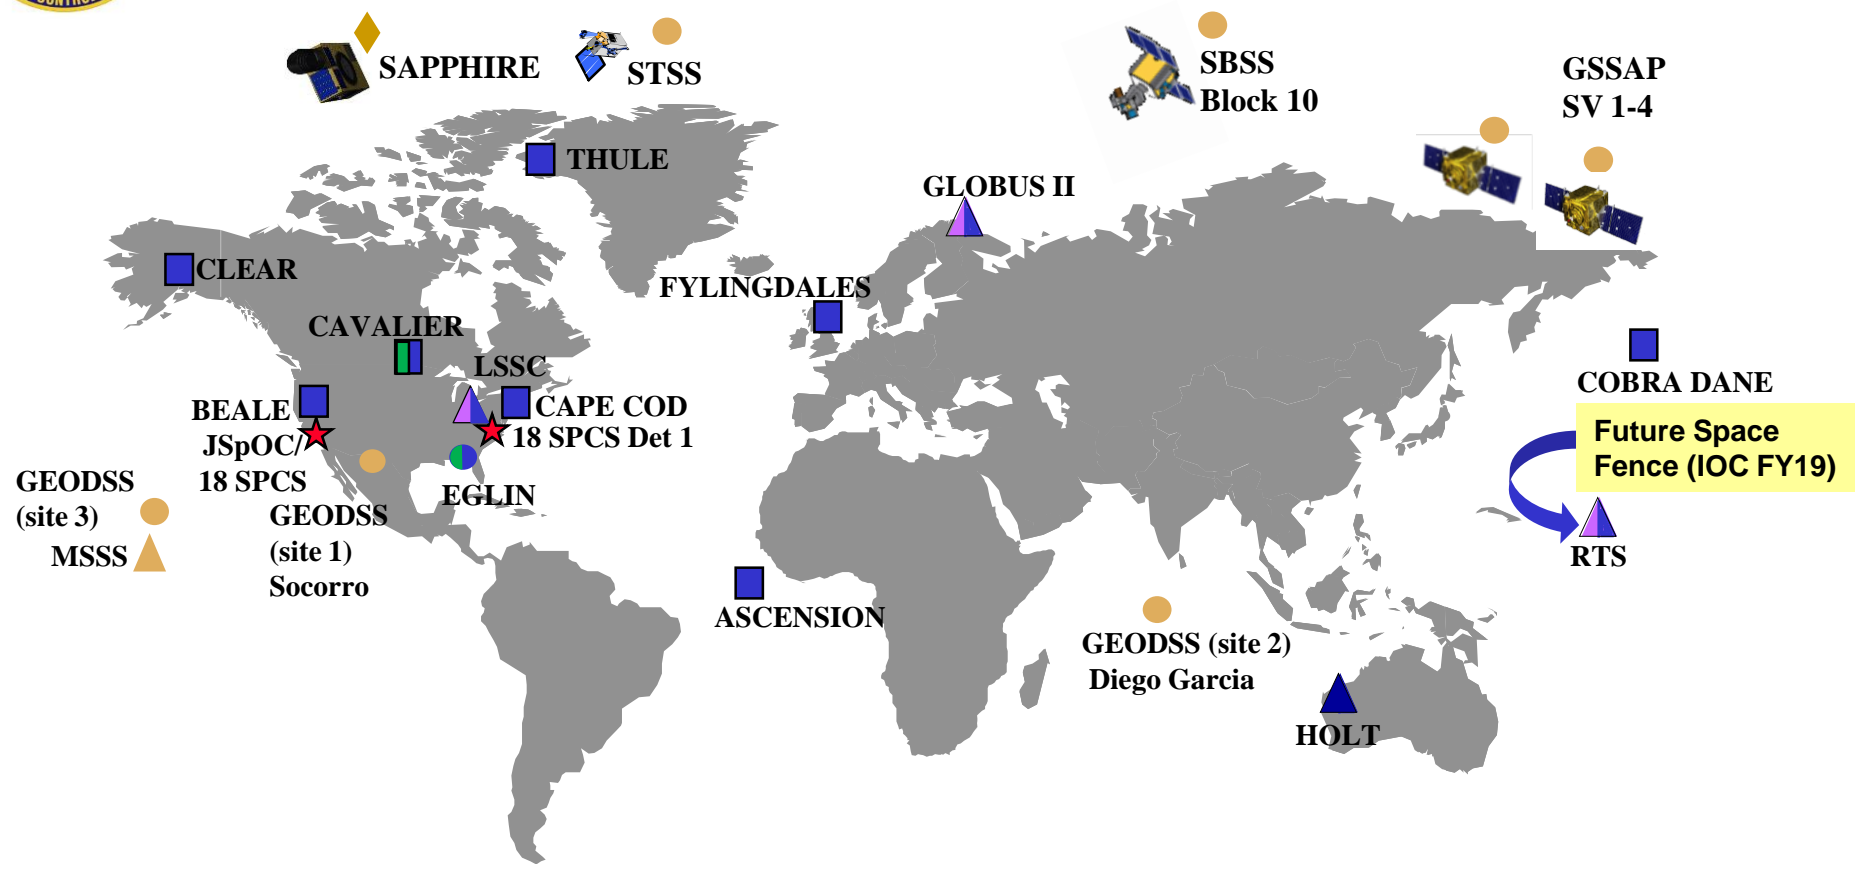 CONTROL
SAPPHIRE
STSS
SBSS
Block 10
GSSAP
SV 1-4
THULE
GLOBUS II
CLEAR
FYLINGDALES
CAVALIER
LSSC
COBRA DANE
BEALE
CAPE COD
JSpOC/
18 SPCS
18 SPCS Det 1
Future Space
Fence (IOC FY19)
GEODSS
(site 3)
MSSS
EGLIN
GEODSS
(site 1)
Socorro
RTS
ASCENSION
GEODSS (site 2)
Diego Garcia
HOLT